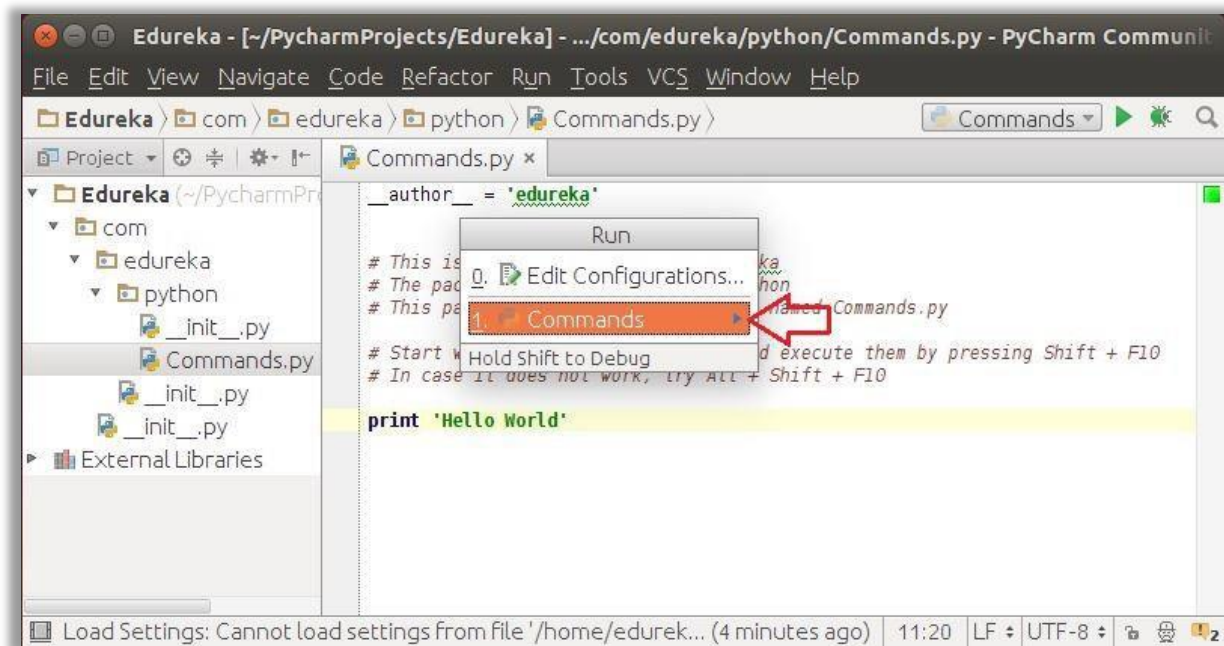 Edureka - [~/PycharmProjects/Edureka] - .../com/edureka/python/Commands.py - PyCharm Communit
File Edit View Navigate Code Refactor Run Tools VCS Window Help
Edureka com edureka python Commands.py Commands
Project
Commands.py ×
Edureka (~/PycharmPr
com
edureka
python
__init__.py
Commands.py
__init__.py
__init__.py
External Libraries
__author__ = 'edureka'
# This is ka
# The pac hon
# This pa named Commands.py
# Start w d execute them by pressing Shift + F10
# In case it does not work, try Alt + Shift + F10
print 'Hello World'
Run
0. Edit Configurations...
1. Commands
Hold Shift to Debug
Load Settings: Cannot load settings from file '/home/edurek... (4 minutes ago) 11:20 LF UTF-8 2